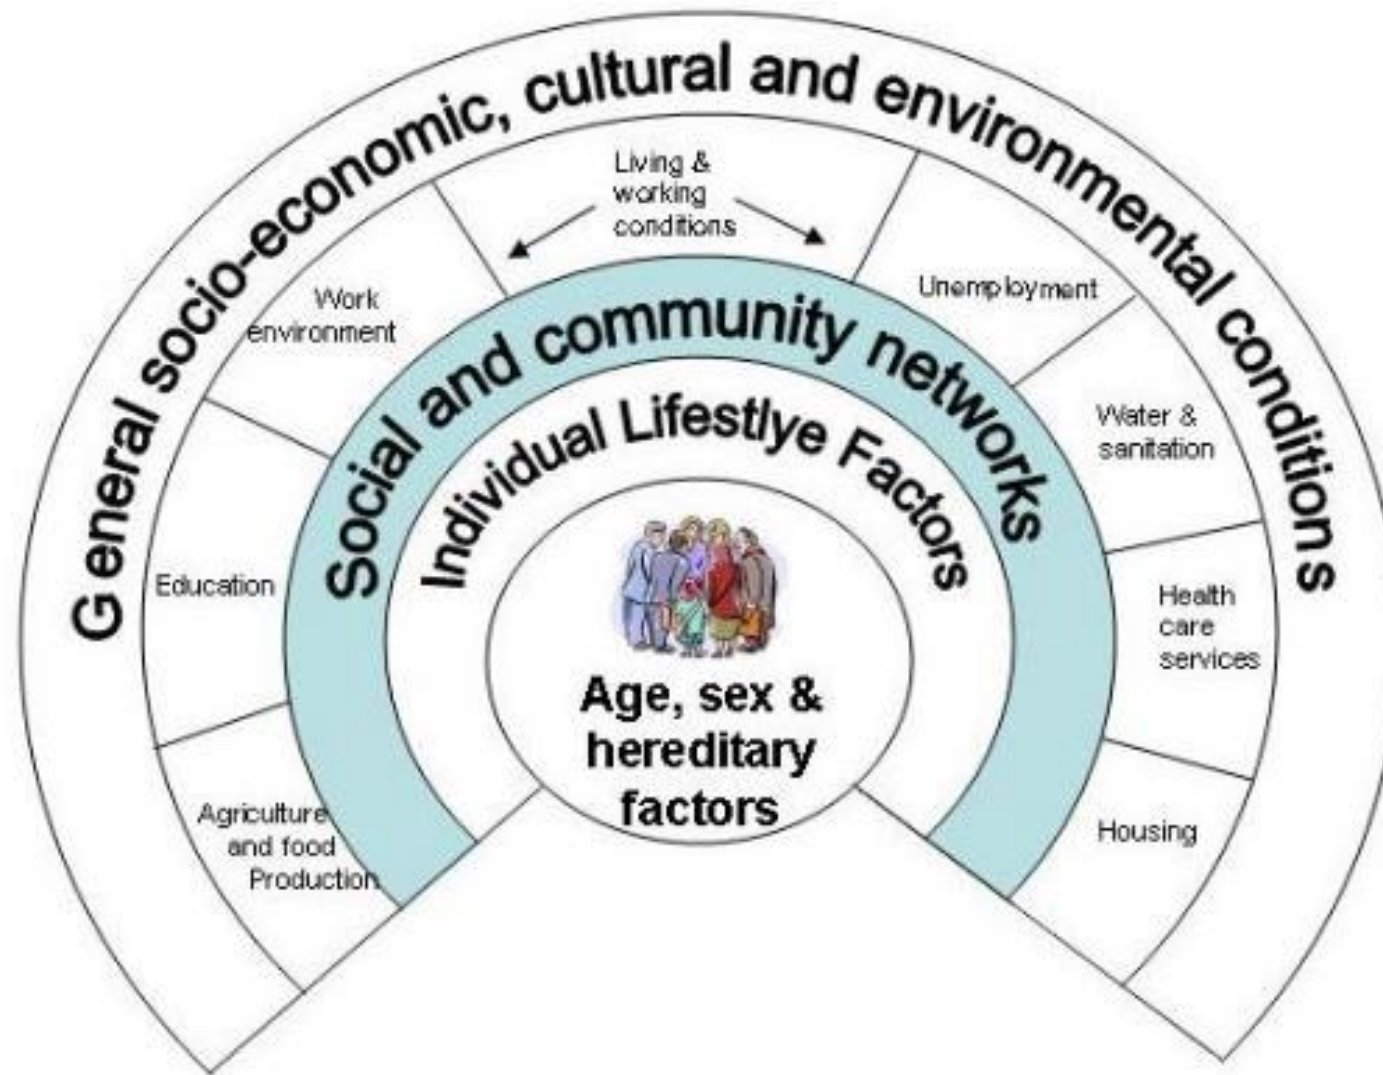 General socio-economic, cultural and environmental conditions
Living &
working
conditions
Work
environment
Unemployment
Education
Water &
sanitation
Agriculture
and food
Production
Health
care
services
Housing
Social and community networks
Individual Lifestlye Factors
Age, sex &
hereditary
factors